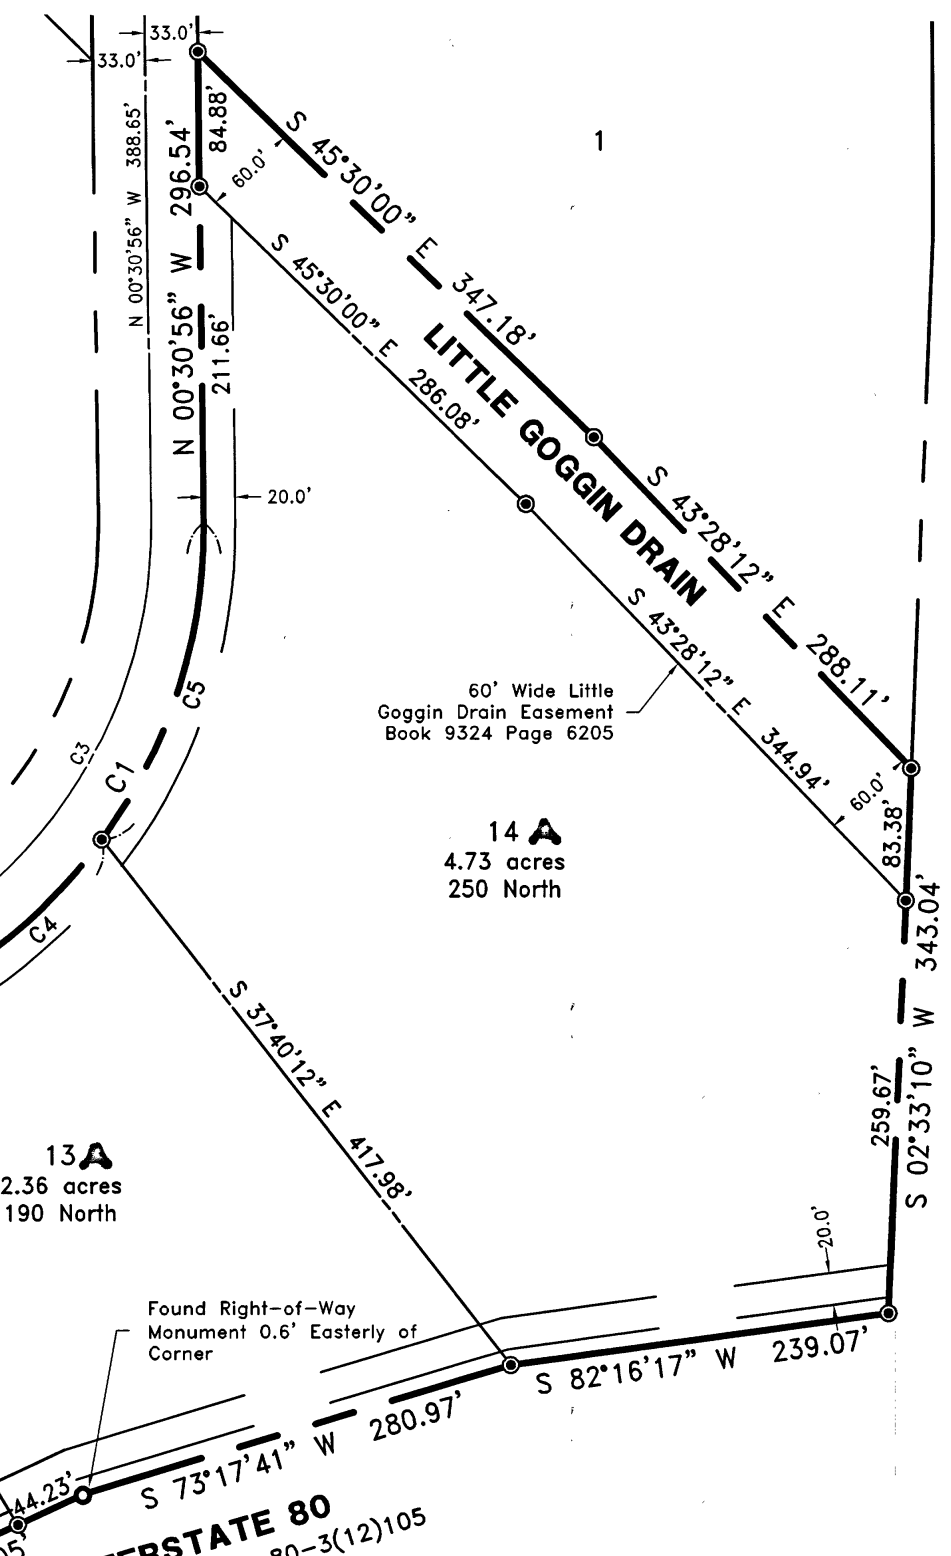 33.0'
33.0'
N 00°30'56" W 388.65'
N 00°30'56" W 296.54'
84.88'
211.66'
60.0'
S 45°30'00" E 347.18'
1
S 45°30'00" E 286.08'
LITTLE GOGGIN DRAIN
20.0'
S 43°28'12" E 288.11'
S 43°28'12" E 344.94'
60' Wide Little
Goggin Drain Easement
Book 9324 Page 6205
C5
C3
C1
C4
60.0'
83.38'
14 A
4.73 acres
250 North
S 02°33'10" W 343.04'
259.67'
S 37°40'12" E 417.98'
13 A
2.36 acres
190 North
20.0'
Found Right-of-Way
Monument 0.6' Easterly of
Corner
S 82°16'17" W 239.07'
S 73°17'41" W 280.97'
44.23'
05'
ERSTATE 80
80-3(12)105